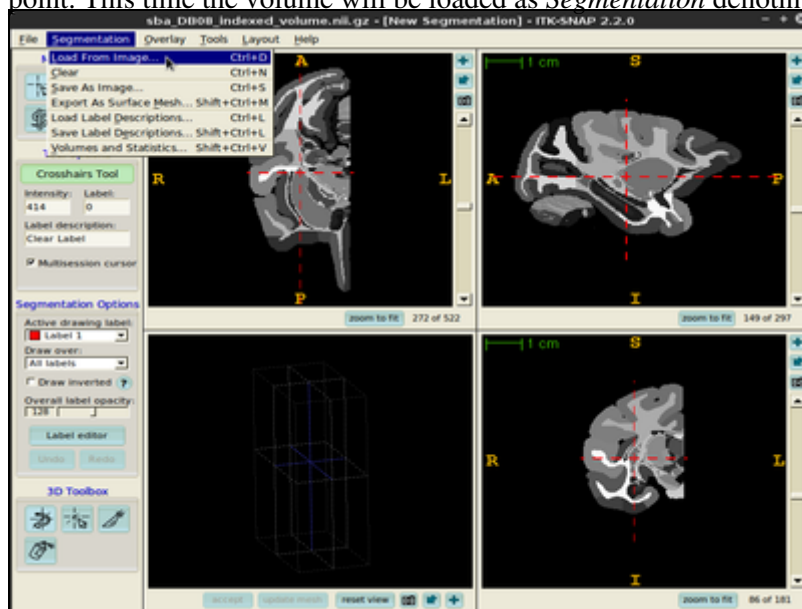 point. This time the volume will be loaded as Segmentation denotin
sba_DB08_indexed_volume.nii.gz - [New Segmentation] - ITK-SNAP 2.2.0
File Segmentation Overlay Tools Layout Help
Load From Image... Ctrl+D
Clear Ctrl+N
Save As Image... Ctrl+S
Export As Surface Mesh... Shift+Ctrl+M
Load Label Descriptions... Ctrl+L
Save Label Descriptions... Shift+Ctrl+L
Volumes and Statistics... Shift+Ctrl+V
Crosshairs Tool
Intensity: Label:
414 0
Label description:
Clear Label
Multisession cursor
Segmentation Options
Active drawing label:
Label 1
Draw over:
All labels
Draw inverted ?
Overall label opacity:
128
Label editor
Undo Redo
3D Toolbox
A
R L
P
zoom to fit 272 of 522
1 cm S
A P
I
zoom to fit 149 of 297
accept update mesh reset view
1 cm S
R L
I
zoom to fit 86 of 181